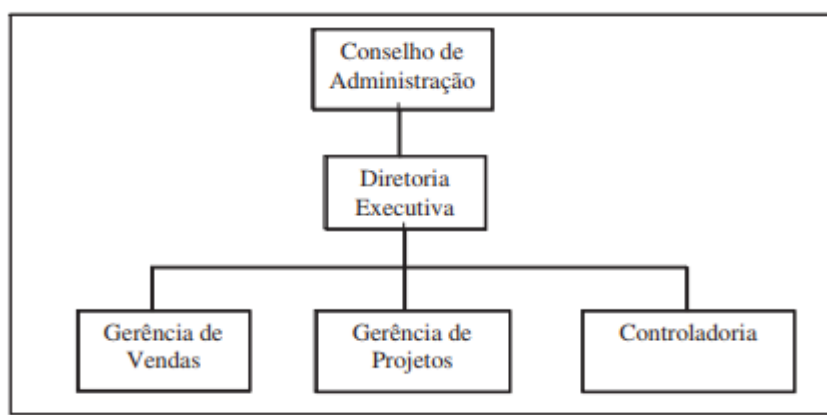 Conselho de
Administração
Diretoria
Executiva
Gerência de
Vendas
Gerência de
Projetos
Controladoria